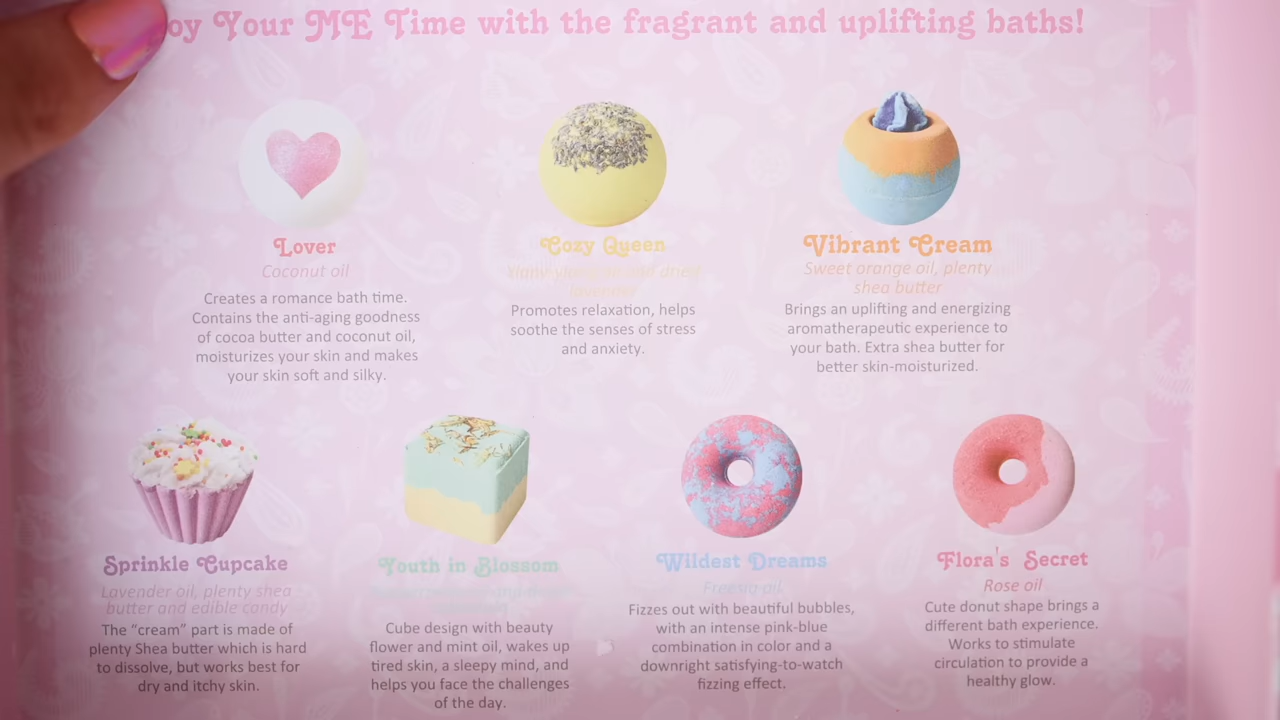 oy Your ME Time with the fragrant and uplifting baths!
Lover
Coconut oil
Creates a romance bath time.
Contains the anti-aging goodness
of cocoa butter and coconut oil,
moisturizes your skin and makes
your skin soft and silky.
Cozy Queen
and dried
lavender
Promotes relaxation, helps
soothe the senses of stress
and anxiety.
Vibrant Cream
Sweet orange oil, plenty
shea butter
Brings an uplifting and energizing
aromatherapeutic experience to
your bath. Extra shea butter for
better skin-moisturized.
Sprinkle Cupcake
Lavender oil, plenty shea
butter and edible candy
The “cream” part is made of
plenty Shea butter which is hard
to dissolve, but works best for
dry and itchy skin.
Youth in Blossom
Cube design with beauty
flower and mint oil, wakes up
tired skin, a sleepy mind, and
helps you face the challenges
of the day.
Wildest Dreams
Freesia oil
Fizzes out with beautiful bubbles,
with an intense pink-blue
combination in color and a
downright satisfying-to-watch
fizzing effect.
Flora's Secret
Rose oil
Cute donut shape brings a
different bath experience.
Works to stimulate
circulation to provide a
healthy glow.